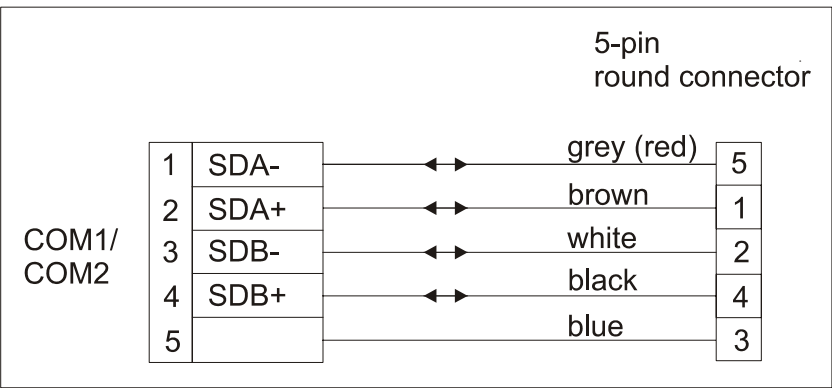 5-pin
round connector
COM1/
COM2
1 SDA- grey (red) 5
2 SDA+ brown 1
3 SDB- white 2
4 SDB+ black 4
5 blue 3